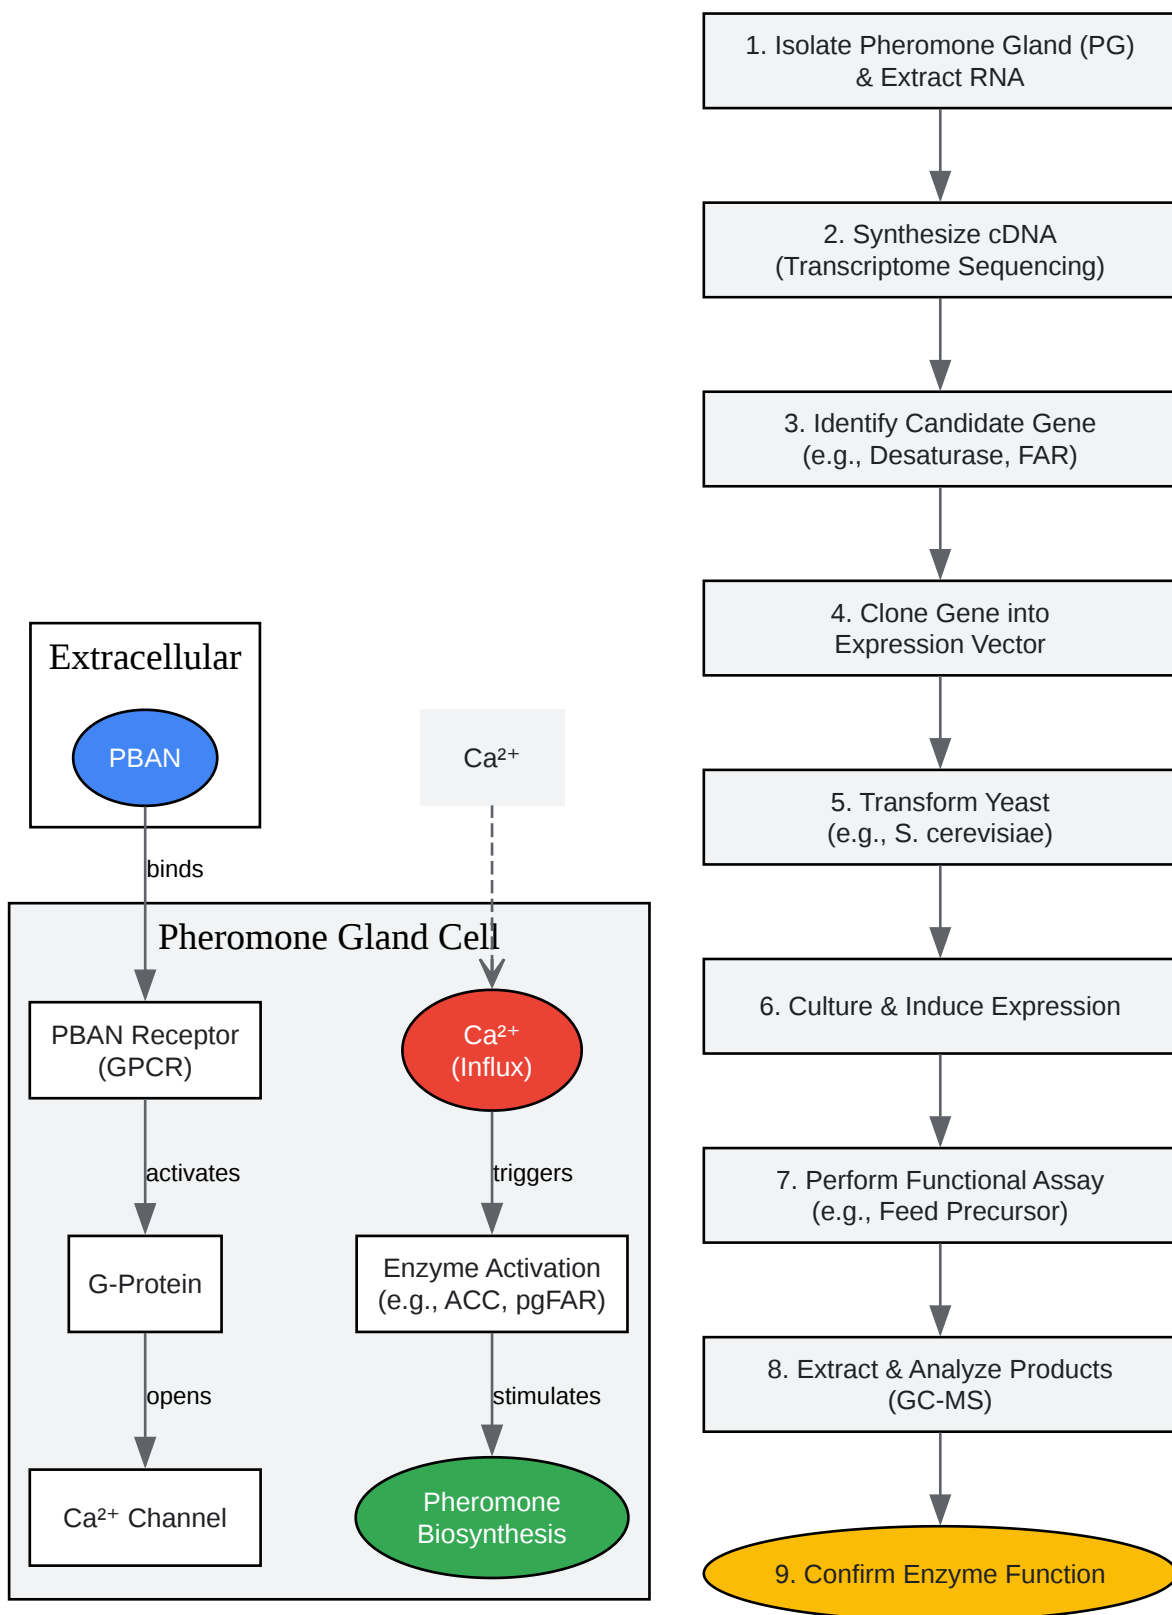 Extracellular
PBAN
binds
Ca²⁺
Pheromone Gland Cell
PBAN Receptor
(GPCR)
activates
G-Protein
opens
Ca²⁺ Channel
Ca²⁺
(Influx)
triggers
Enzyme Activation
(e.g., ACC, pgFAR)
stimulates
Pheromone
Biosynthesis
1. Isolate Pheromone Gland (PG)
& Extract RNA
2. Synthesize cDNA
(Transcriptome Sequencing)
3. Identify Candidate Gene
(e.g., Desaturase, FAR)
4. Clone Gene into
Expression Vector
5. Transform Yeast
(e.g., S. cerevisiae)
6. Culture & Induce Expression
7. Perform Functional Assay
(e.g., Feed Precursor)
8. Extract & Analyze Products
(GC-MS)
9. Confirm Enzyme Function